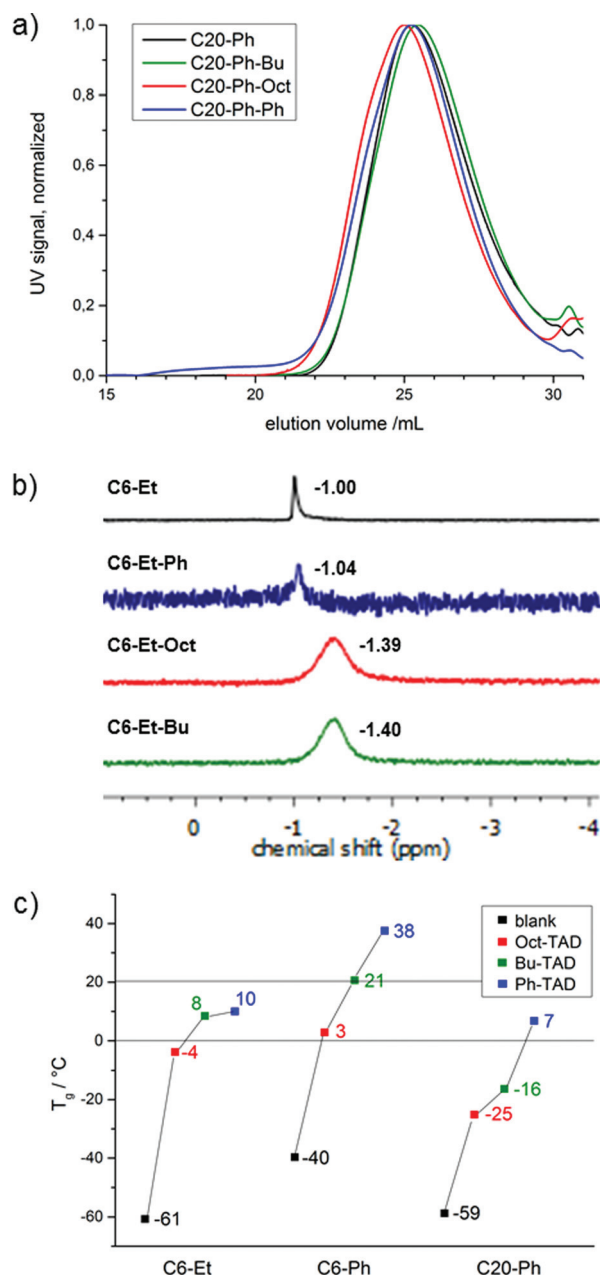 a)
C20-Ph
C20-Ph-Bu
C20-Ph-Oct
C20-Ph-Ph
UV signal, normalized
1,0
0,8
0,6
0,4
0,2
0,0
15 20 25 30
elution volume /mL
b)
C6-Et -1.00
C6-Et-Ph -1.04
C6-Et-Oct -1.39
C6-Et-Bu -1.40
0 -1 -2 -3 -4
chemical shift (ppm)
c)
blank
Oct-TAD
Bu-TAD
Ph-TAD
Tg / °C
40
20
0
-20
-40
-60
-61 -4 8 10
-40 3 21 38
-59 -25 -16 7
C6-Et C6-Ph C20-Ph